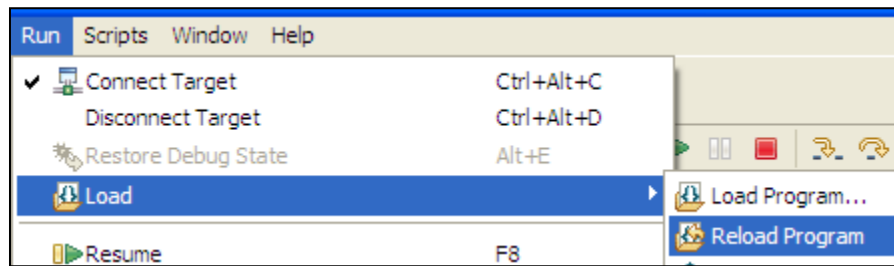 Run Scripts Window Help
Connect Target Ctrl+Alt+C
Disconnect Target Ctrl+Alt+D
Restore Debug State Alt+E
Load
Load Program...
Reload Program
Resume F8